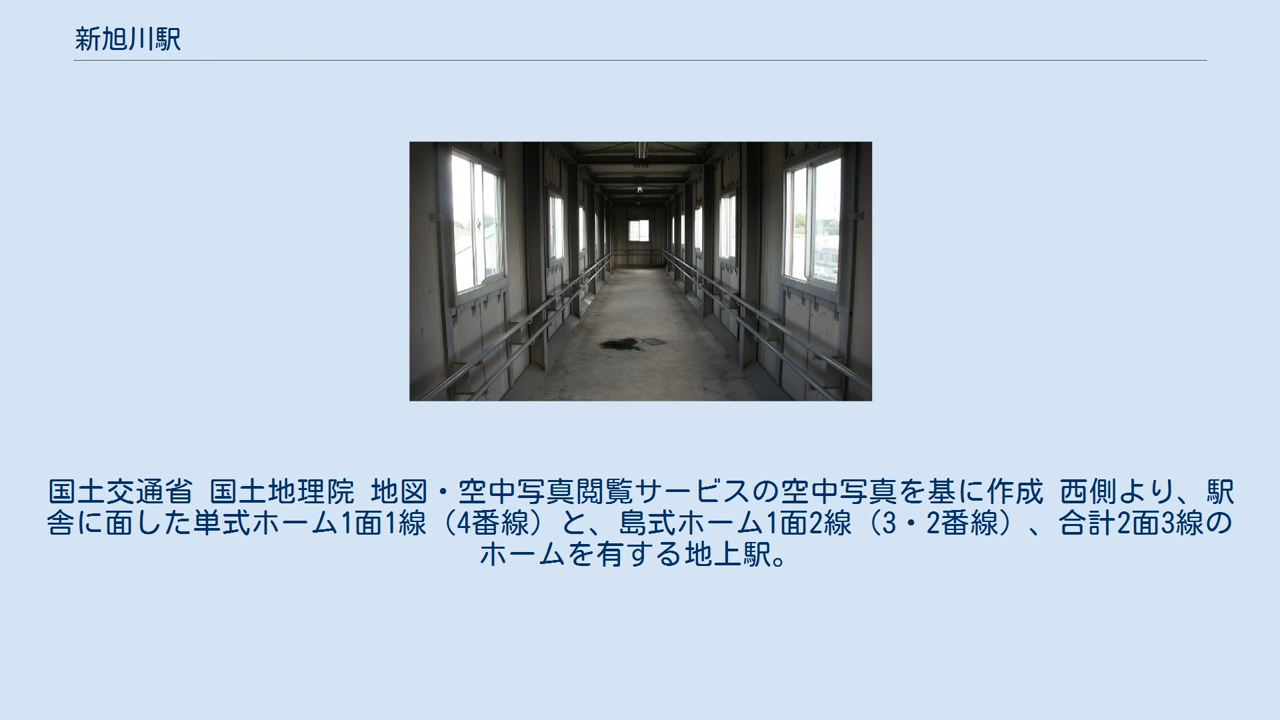 新旭川駅
国土交通省 国土地理院 地図・空中写真閲覧サービスの空中写真を基に作成 西側より、駅
舎に面した単式ホーム1面1線（4番線）と、島式ホーム1面2線（3・2番線）、合計2面3線の
ホームを有する地上駅。